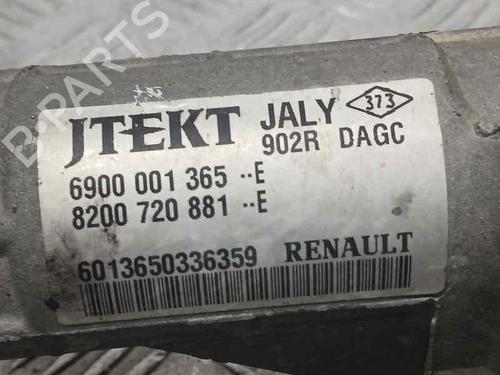 B-PARTS
JTEKT JALY 373
902R DAGC
6900 001 365 --E
8200 720 881 --E
6013650336359 RENAULT